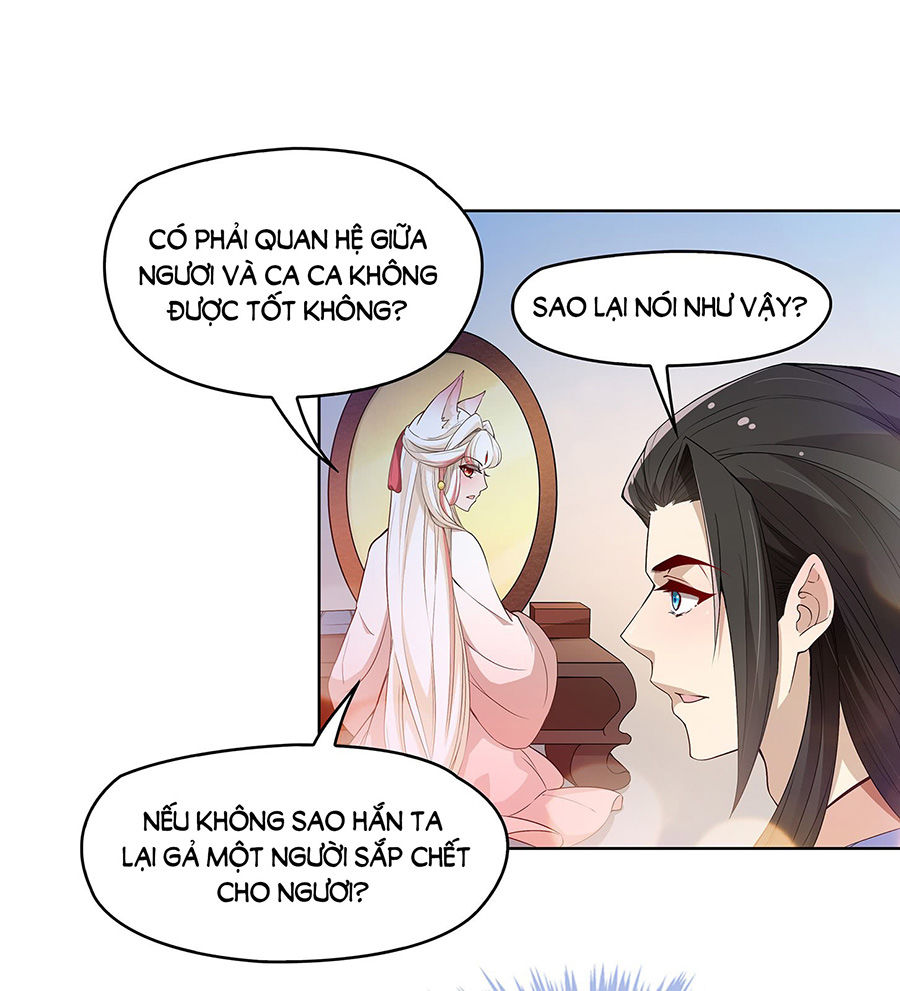 CÓ PHẢI QUAN HỆ GIỮA
NGƯƠI VÀ CA CA KHÔNG
ĐƯỢC TỐT KHÔNG?
SAO LẠI NÓI NHƯ VẬY?
NẾU KHÔNG SAO HẮN TA
LẠI GẢ MỘT NGƯỜI SẮP CHẾT
CHO NGƯƠI?